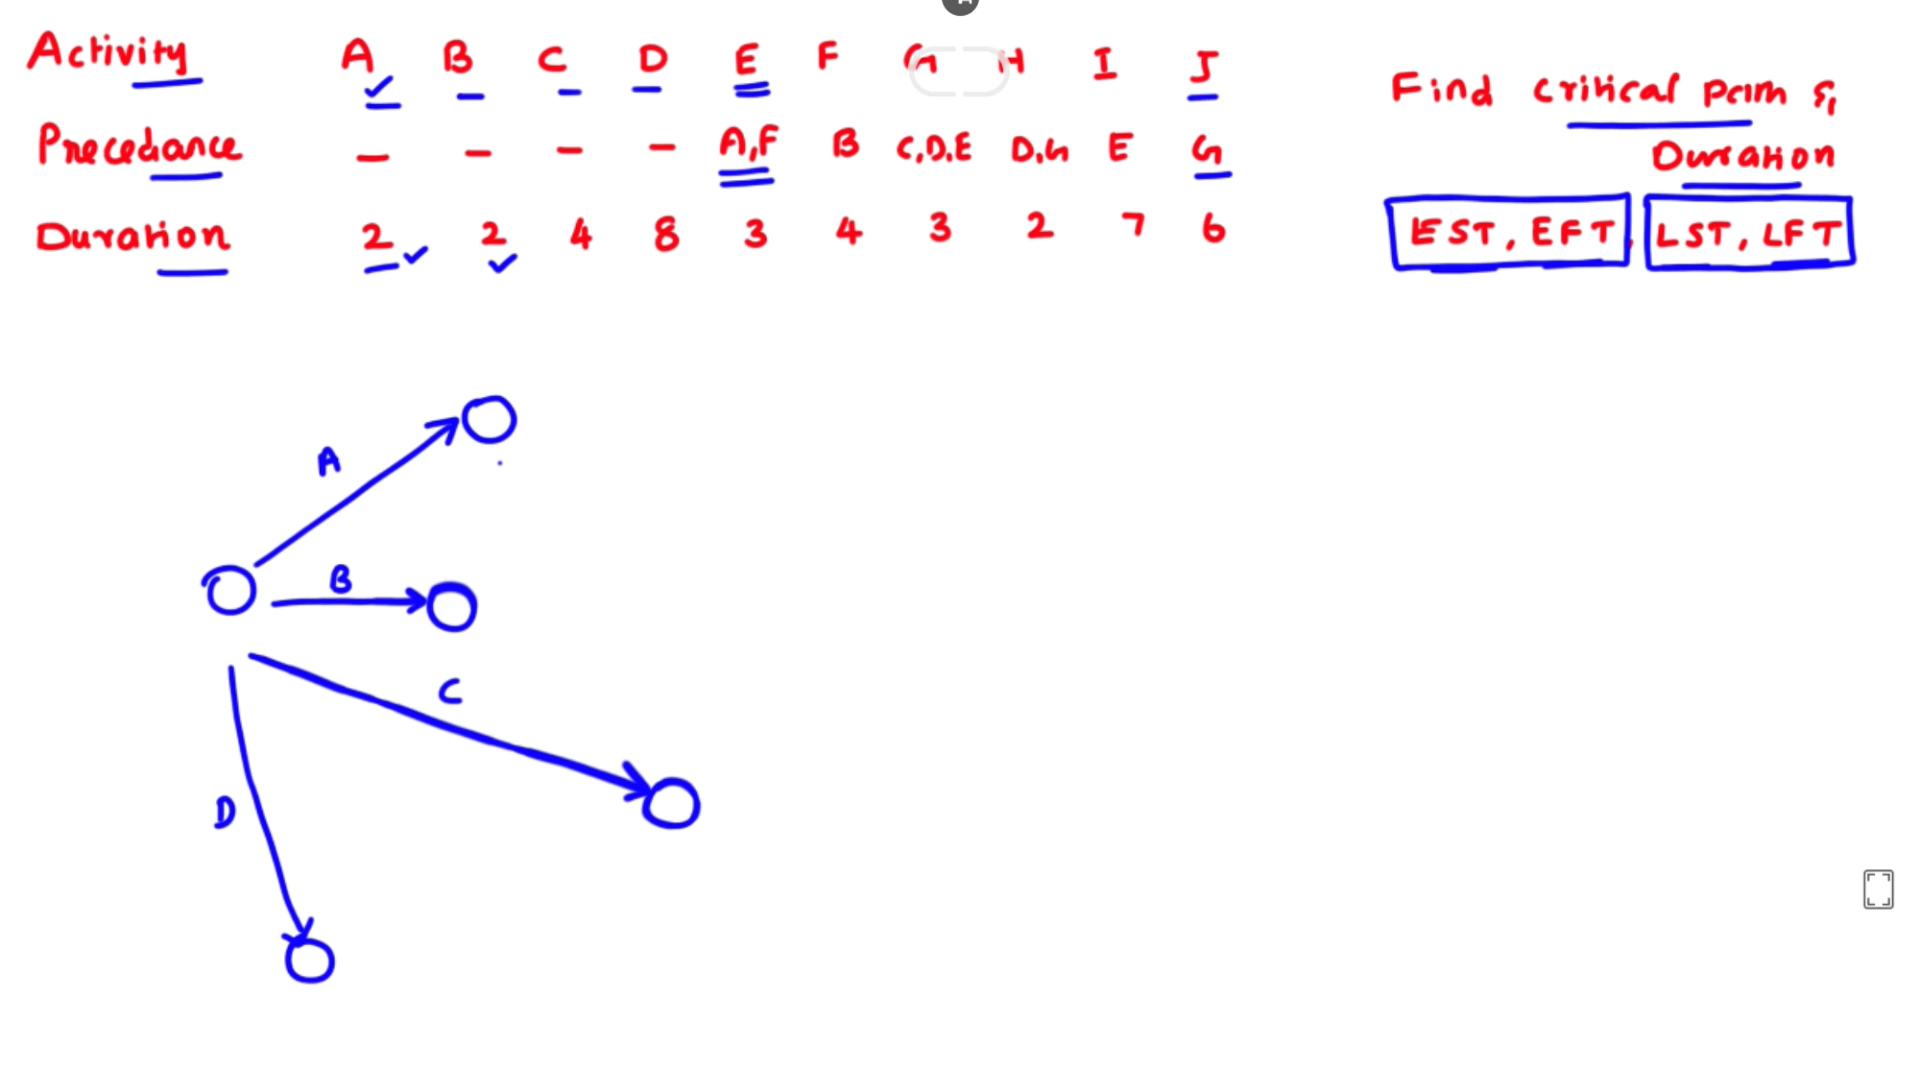 Activity A B C D E F G H I J
Precedance - - - - A,F B C,D,E D,G E G
Duration 2 2 4 8 3 4 3 2 7 6
Find critical path &
Duration
EST, EFT, LST, LFT
A
B
C
D